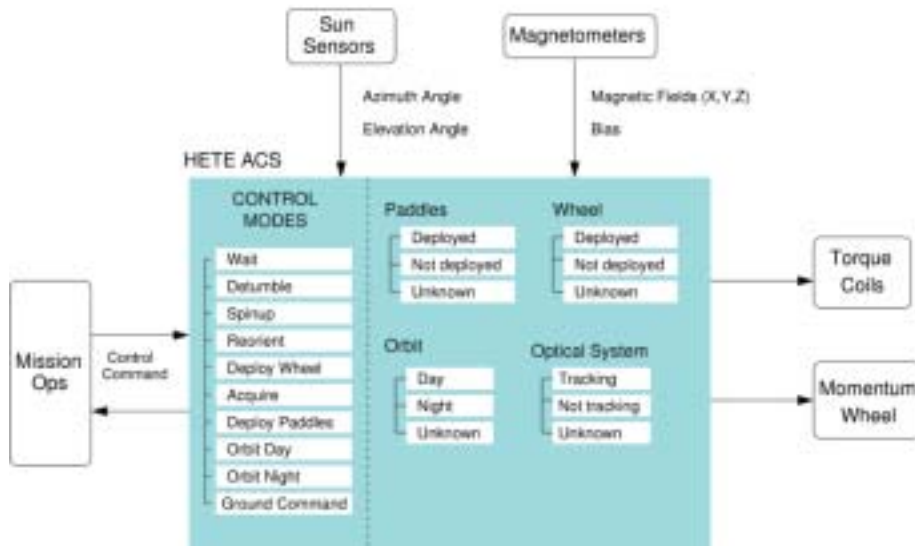 Sun
Sensors
Magnetometers
Azimuth Angle
Elevation Angle
Magnetic Fields (X,Y,Z)
Bias
HETE ACS
CONTROL
MODES
Wait
Detumble
Spinup
Reorient
Deploy Wheel
Acquire
Deploy Paddles
Orbit Day
Orbit Night
Ground Command
Paddles
Deployed
Not deployed
Unknown
Wheel
Deployed
Not deployed
Unknown
Orbit
Day
Night
Unknown
Optical System
Tracking
Not tracking
Unknown
Mission
Ops
Control
Command
Torque
Coils
Momentum
Wheel